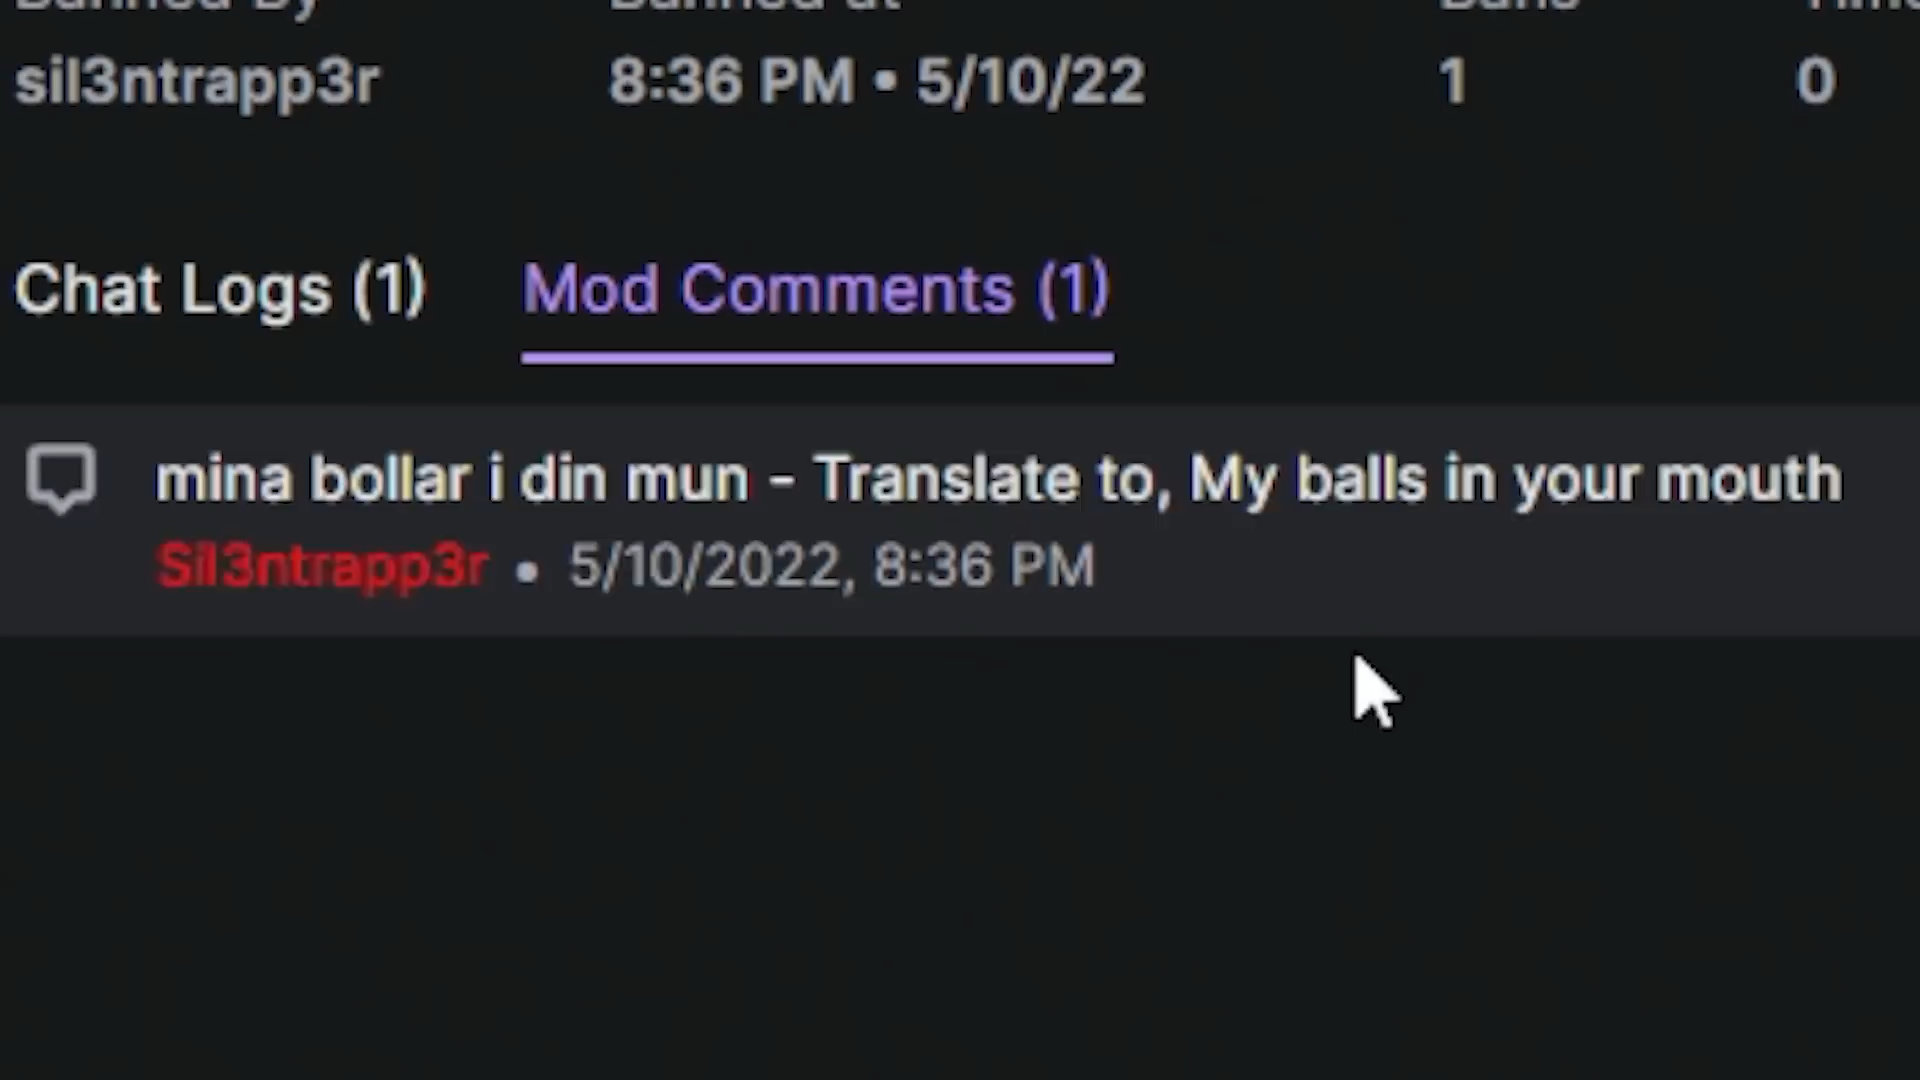 sil3ntrapp3r 8:36 PM • 5/10/22 1 0
Chat Logs (1) Mod Comments (1)
mina bollar i din mun - Translate to, My balls in your mouth
Sil3ntrapp3r • 5/10/2022, 8:36 PM